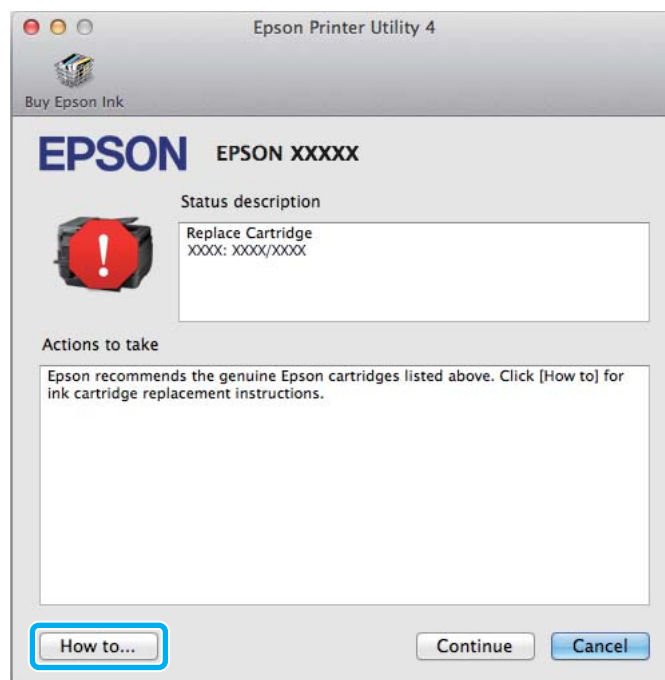 Epson Printer Utility 4
Buy Epson Ink
EPSON EPSON XXXXX
Status description
Replace Cartridge
XXXX: XXXX/XXXX
!
Actions to take
Epson recommends the genuine Epson cartridges listed above. Click [How to] for
ink cartridge replacement instructions.
How to... Continue Cancel